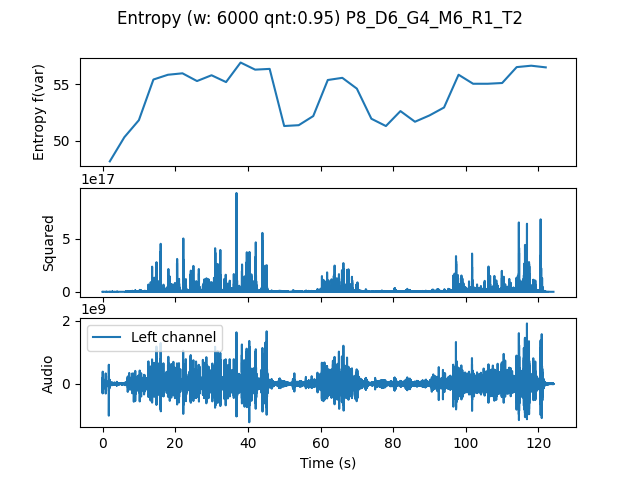 Entropy (w: 6000 qnt:0.95) P8_D6_G4_M6_R1_T2
Entropy f(var)
55
50
1e17
Squared
5
0
1e9
Audio
2
0
Left channel
0 20 40 60 80 100 120
Time (s)